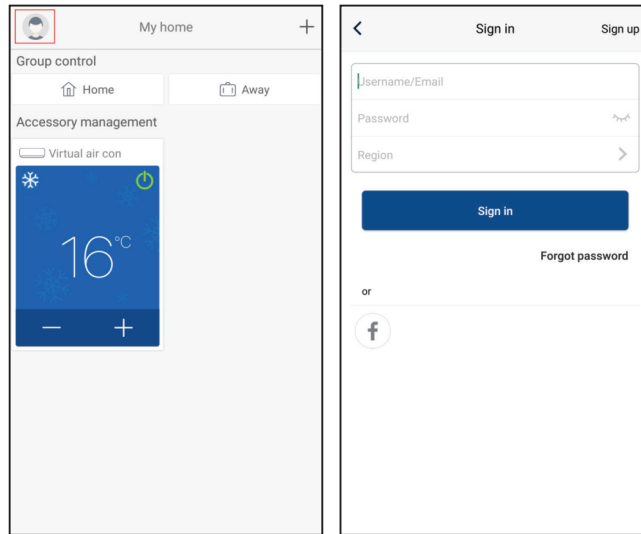 My home
+
Group control
Home
Away
Accessory management
Virtual air con
16°C
— +
Sign in
Sign up
Username/Email
Password
Region
Sign in
Forgot password
or
f